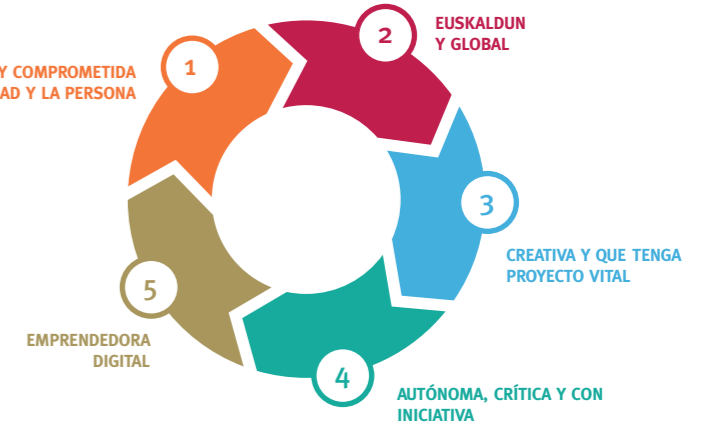 1
Y COMPROMETIDA
AD Y LA PERSONA
2
EUSKALDUN
Y GLOBAL
3
CREATIVA Y QUE TENGA
PROYECTO VITAL
4
AUTÓNOMA, CRÍTICA Y CON
INICIATIVA
5
EMPRENDEDORA
DIGITAL